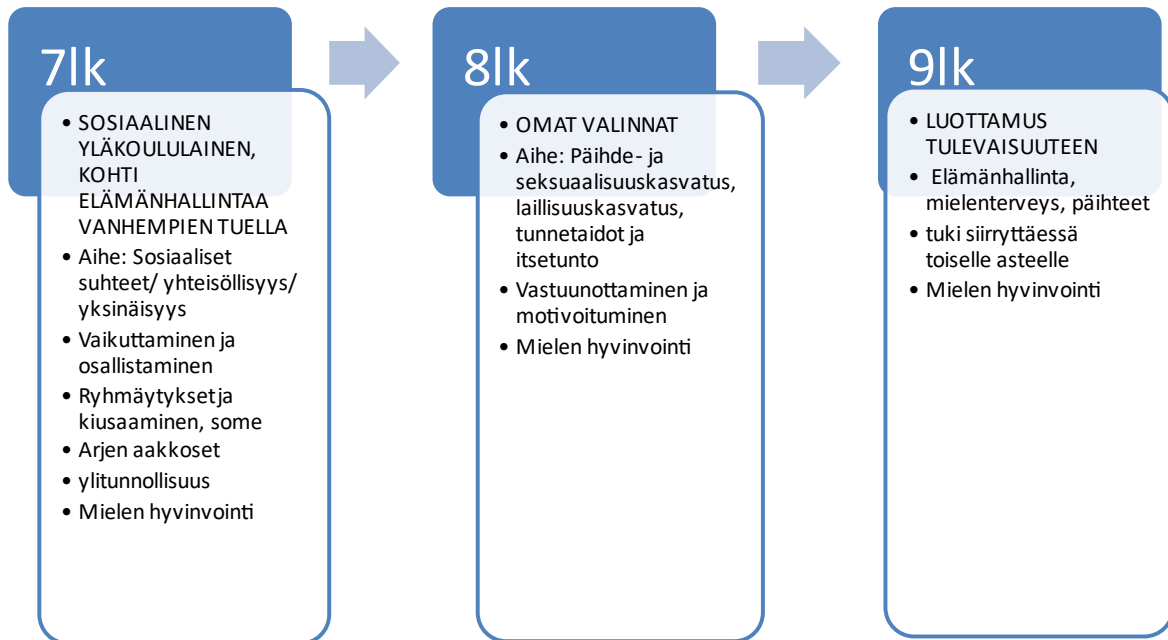 7lk
• SOSIAALINEN
YLÄKOULULAINEN,
KOHTI
ELÄMÄNHALLINTAA
VANHEMPIEN TUELLA
• Aihe: Sosiaaliset
suhteet/ yhteisöllisyys/
yksinäisyys
• Vaikuttaminen ja
osallistaminen
• Ryhmäytykset ja
kiusaaminen, some
• Arjen aakkoset
• ylitunnollisuus
• Mielen hyvinvointi
8lk
• OMAT VALINNAT
• Aihe: Päihde- ja
seksuaalisuuskasvatus,
laillisuuskasvatus,
tunnetaidot ja
itsetunto
• Vastuunottaminen ja
motivoituminen
• Mielen hyvinvointi
9lk
• LUOTTAMUS
TULEVAISUUTEEN
• Elämänhallinta,
mielenterveys, päihteet
• tuki siirryttäessä
toiselle asteelle
• Mielen hyvinvointi